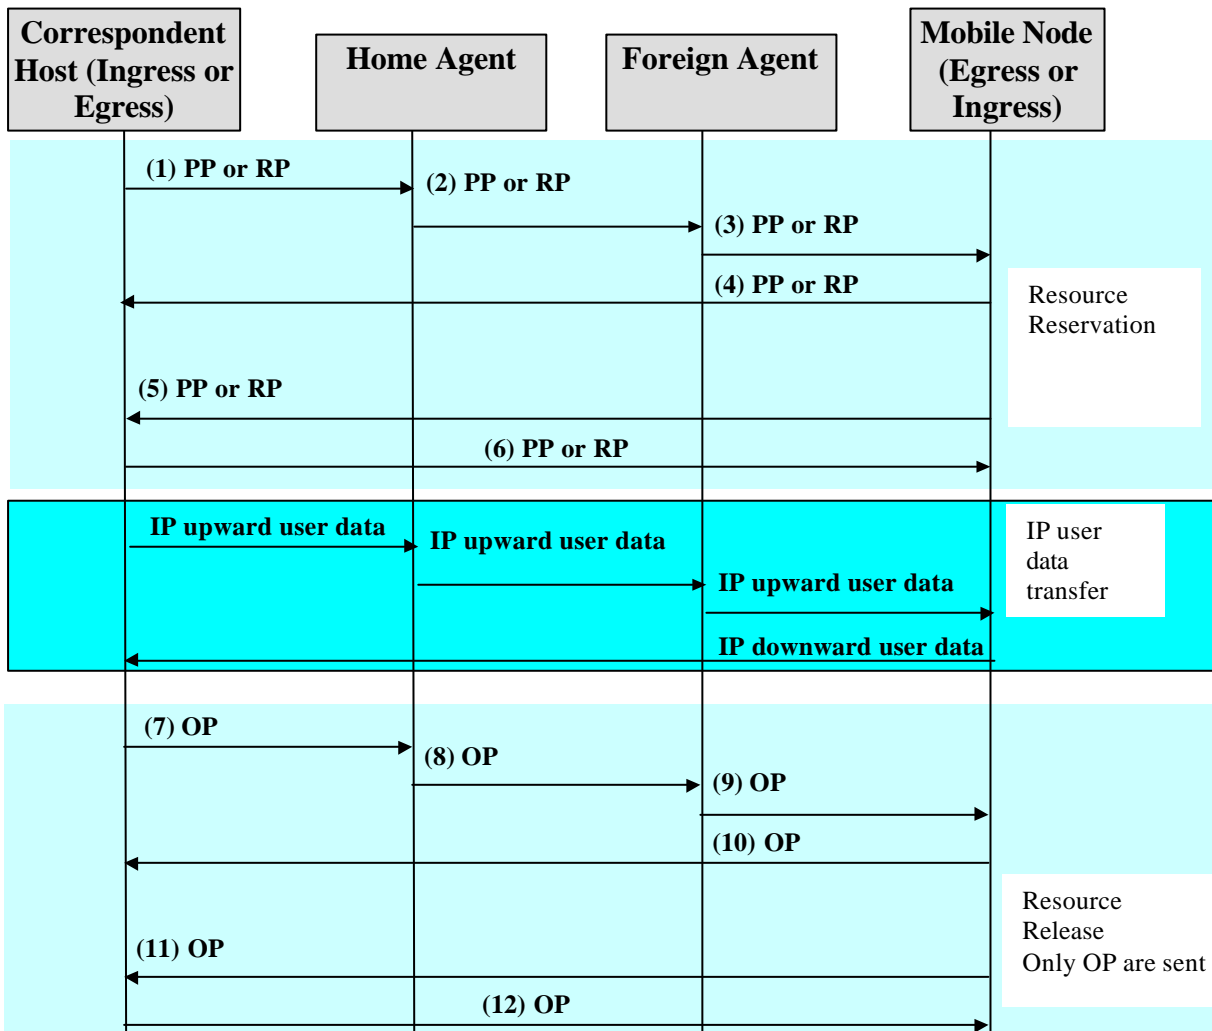 Correspondent
Host (Ingress or
Egress)
Home Agent
Foreign Agent
Mobile Node
(Egress or
Ingress)
(1) PP or RP
(2) PP or RP
(3) PP or RP
(4) PP or RP
Resource
Reservation
(5) PP or RP
(6) PP or RP
IP upward user data
IP upward user data
IP upward user data
IP downward user data
IP user
data
transfer
(7) OP
(8) OP
(9) OP
(10) OP
(11) OP
(12) OP
Resource
Release
Only OP are sent